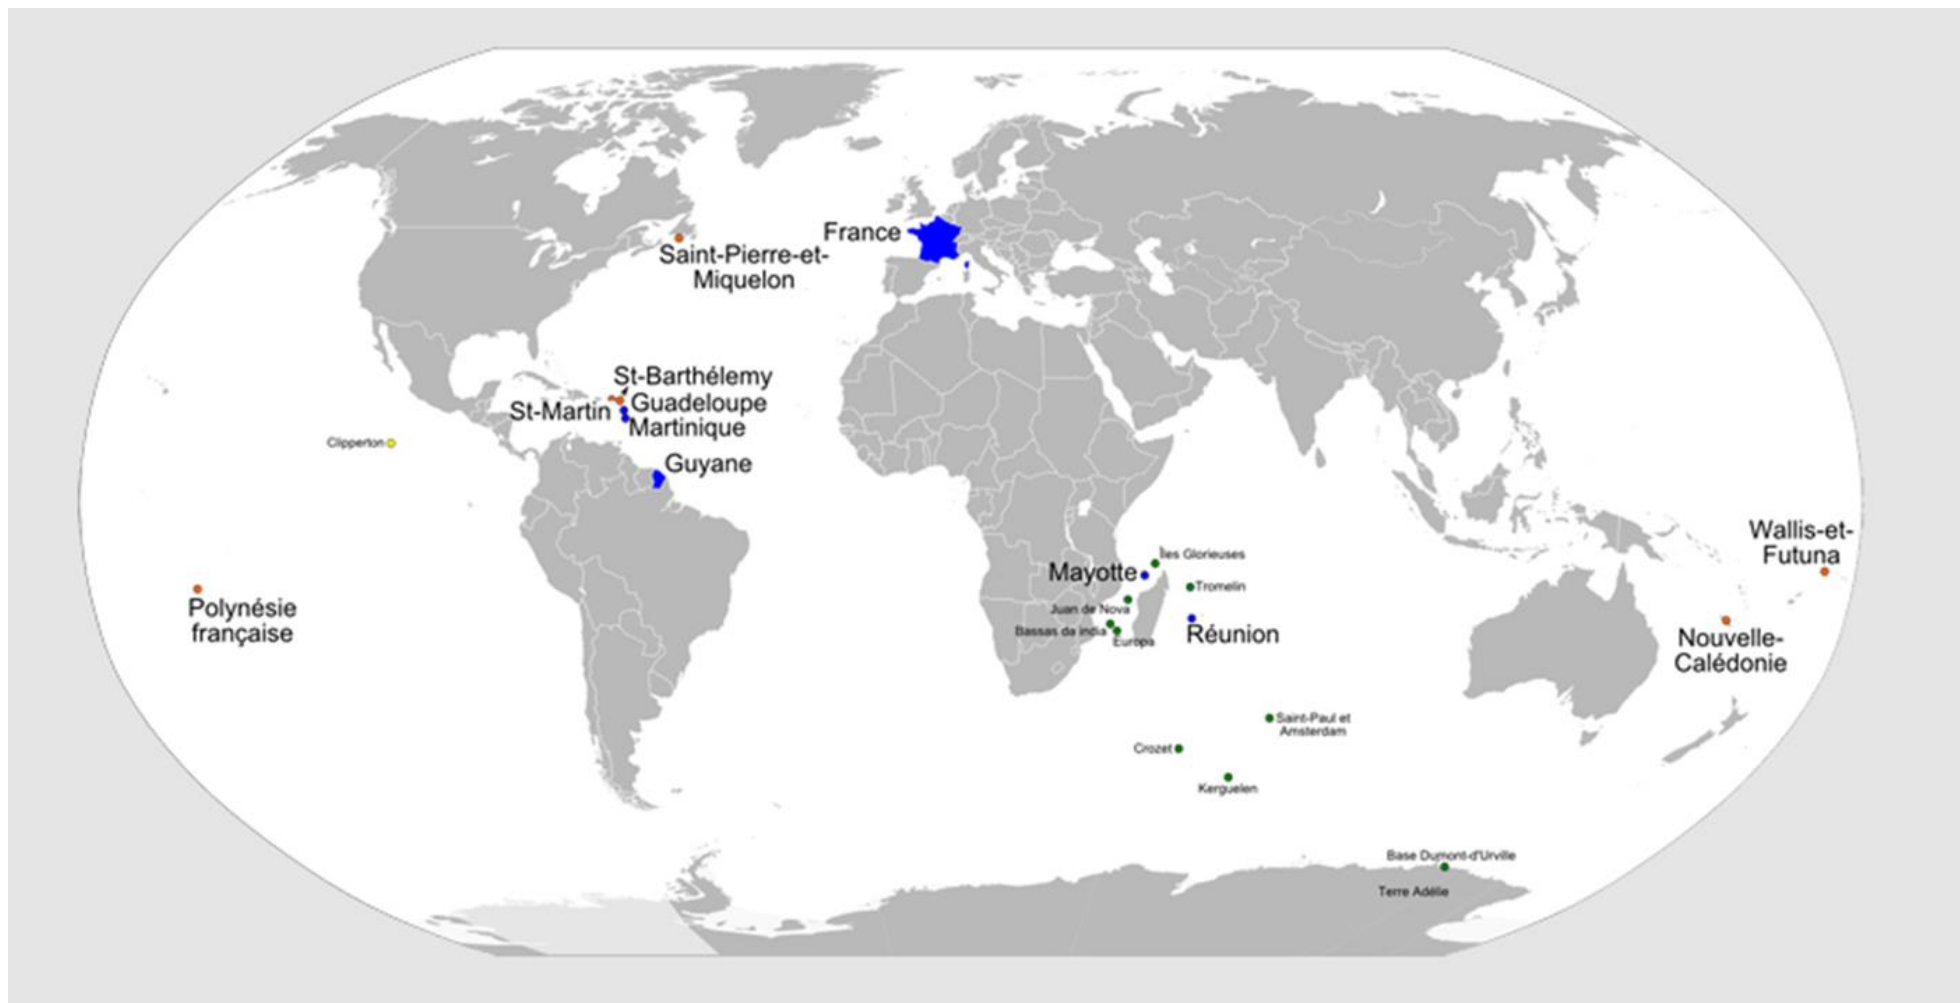 France
Saint-Pierre-et-
Miquelon
St-Barthélemy
Guadeloupe
St-Martin
Martinique
Clipperton
Guyane
Wallis-et-
Futuna
Îles Glorieuses
Mayotte
Tromelin
Polynésie
française
Juan de Nova
Bassas da india
Europa
Réunion
Nouvelle-
Calédonie
Saint-Paul et
Amsterdam
Crozet
Kerguelen
Base Dumont-d'Urville
Terre Adélie